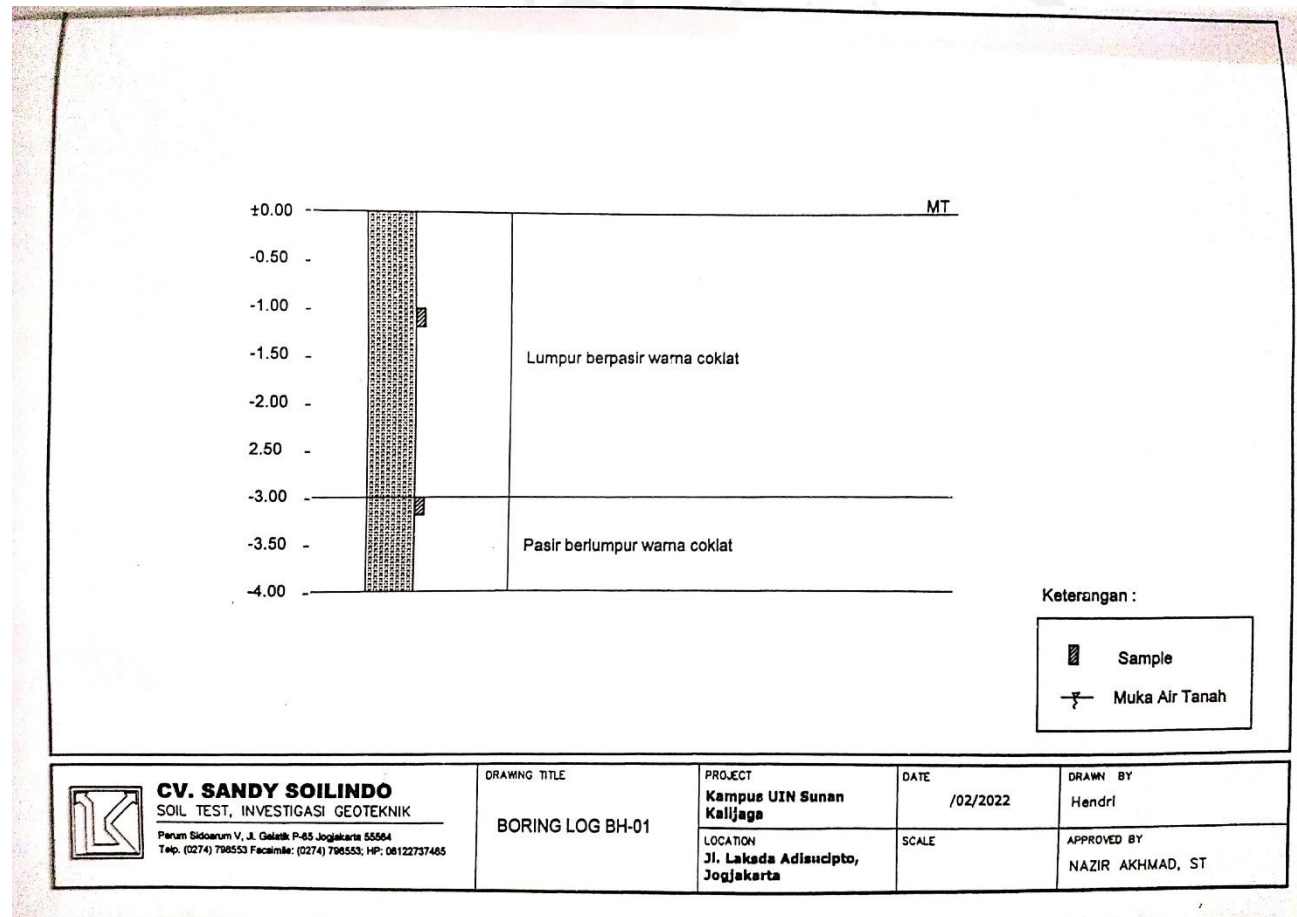 ±0.00
MT
-0.50
-1.00
-1.50
Lumpur berpasir warna coklat
-2.00
2.50
-3.00
-3.50
Pasir berlumpur warna coklat
-4.00
Keterangan :
Sample
Muka Air Tanah
CV. SANDY SOILINDO
SOIL TEST, INVESTIGASI GEOTEKNIK
Perum Sidoarum V, Jl. Gelatik P-65 Jogjakarta 55564
Telp. (0274) 798553 Facsimile: (0274) 798553; HP: 08122737465
DRAWING TITLE
BORING LOG BH-01
PROJECT
Kampus UIN Sunan
Kalijaga
LOCATION
Jl. Laksda Adisucipto,
Jogjakarta
DATE
/02/2022
SCALE
DRAWN BY
Hendri
APPROVED BY
NAZIR AKHMAD, ST